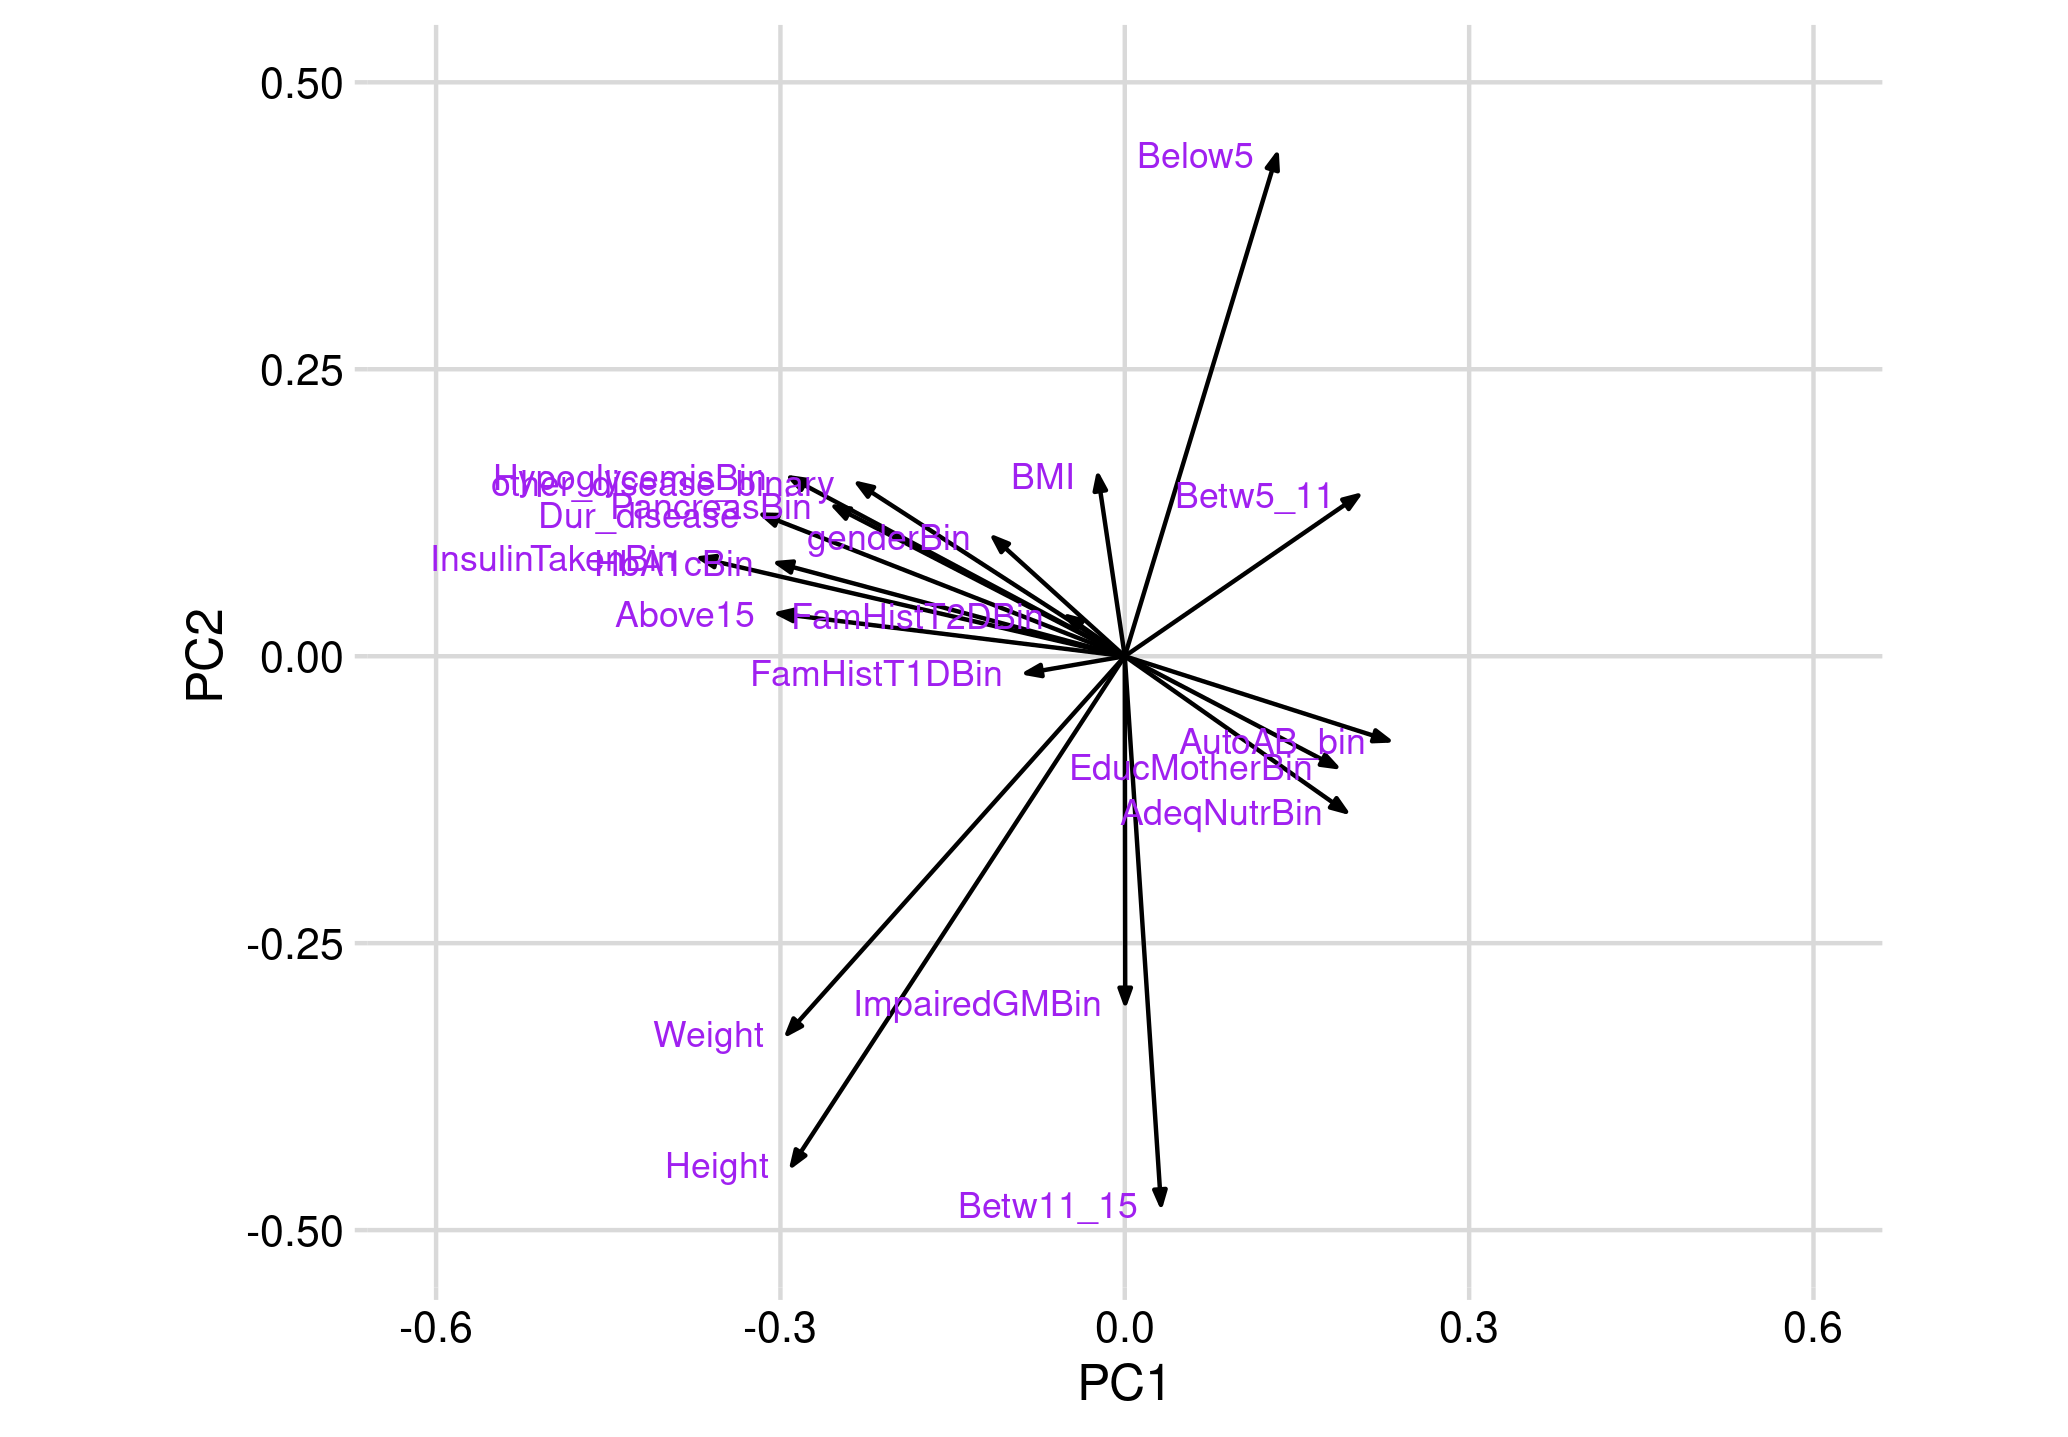 0.50
0.25
0.00
-0.25
-0.50
PC2
Below5
BMI
Betw5_11
HypoglycemisBin
other_disease_binary
PancreasBin
Dur_disease
genderBin
InsulinTakenBin
HbA1cBin
Above15
FamHistT2DBin
FamHistT1DBin
AutoAB_bin
EducMotherBin
AdeqNutrBin
ImpairedGMBin
Weight
Height
Betw11_15
-0.6
-0.3
0.0
0.3
0.6
PC1